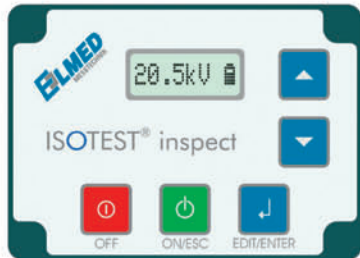 ELMED
MESSTECHNIK
20.5kV
ISOTEST® inspect
OFF
ON/ESC
EDIT/ENTER